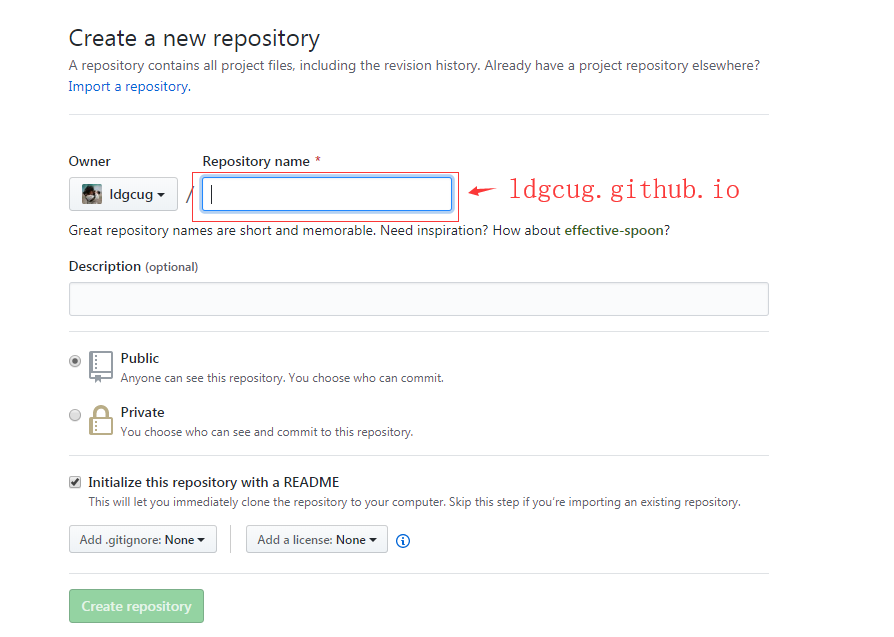 Create a new repository
A repository contains all project files, including the revision history. Already have a project repository elsewhere?
Import a repository.
Owner
Repository name *
ldgcug
/
ldgcug.github.io
Great repository names are short and memorable. Need inspiration? How about effective-spoon?
Description (optional)
Public
Anyone can see this repository. You choose who can commit.
Private
You choose who can see and commit to this repository.
Initialize this repository with a README
This will let you immediately clone the repository to your computer. Skip this step if you’re importing an existing repository.
Add .gitignore: None
Add a license: None
Create repository